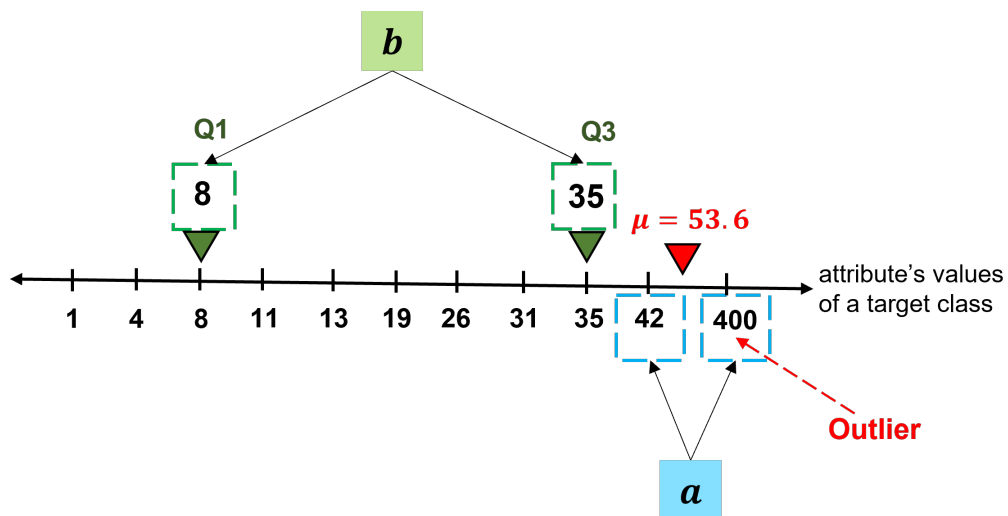 b
Q1
Q3
8
35
μ = 53.6
attribute's values
of a target class
1 4 8 11 13 19 26 31 35 42 400
Outlier
a